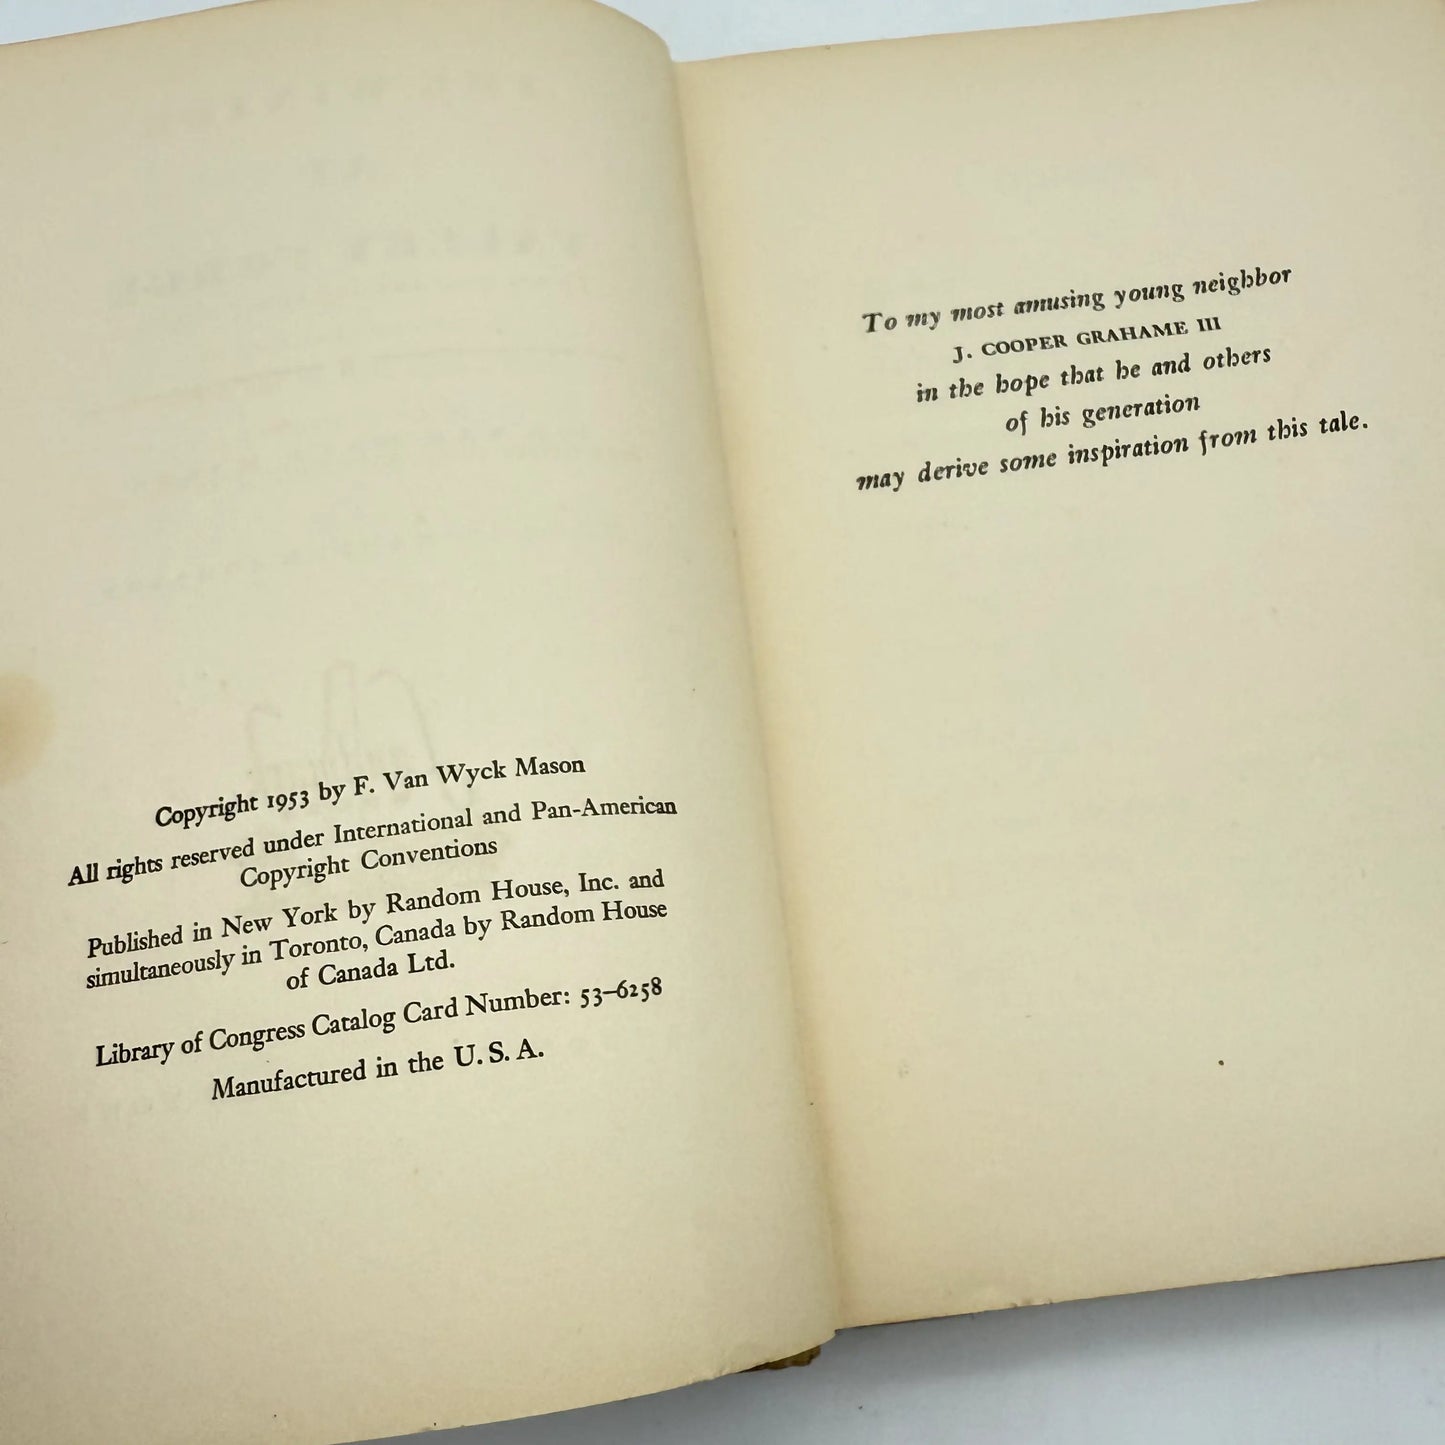 Copyright 1953 by F. Van Wyck Mason
All rights reserved under International and Pan-American
Copyright Conventions
Published in New York by Random House, Inc. and
simultaneously in Toronto, Canada by Random House
of Canada Ltd.
Library of Congress Catalog Card Number: 53–6258
Manufactured in the U. S. A.
To my most amusing young neighbor
J. COOPER GRAHAME III
in the hope that he and others
of his generation
may derive some inspiration from this tale.